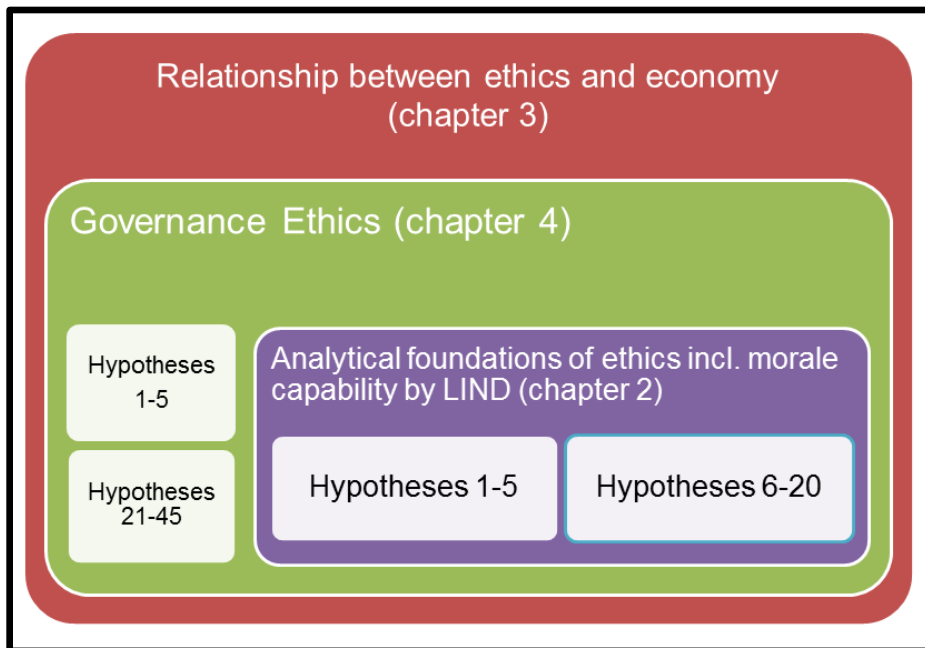 Relationship between ethics and economy
(chapter 3)
Governance Ethics (chapter 4)
Hypotheses
1-5
Hypotheses
21-45
Analytical foundations of ethics incl. morale
capability by LIND (chapter 2)
Hypotheses 1-5
Hypotheses 6-20